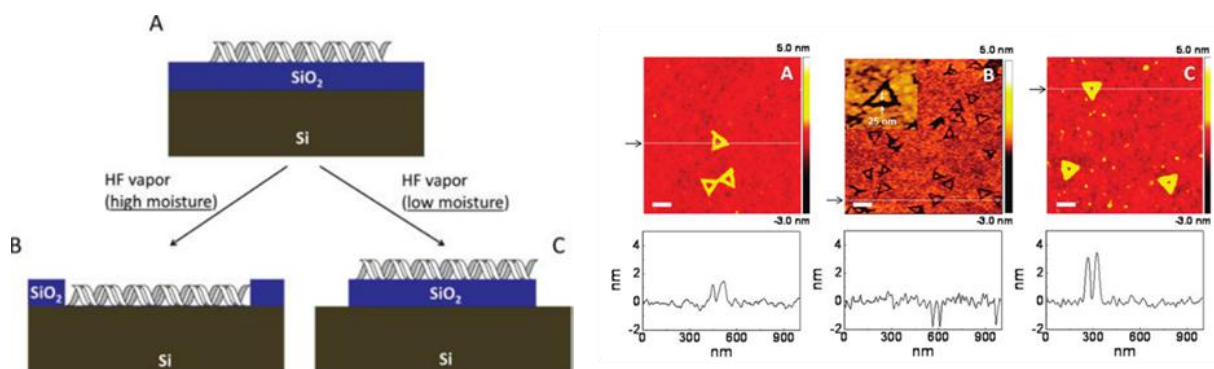 A
SiO2
Si
HF vapor
(high moisture)
HF vapor
(low moisture)
B
C
SiO2
Si
SiO2
Si
5.0 nm
A
-3.0 nm
5.0 nm
B
25 nm
-3.0 nm
5.0 nm
C
-3.0 nm
nm
4
2
0
-2
0 300 600 900
nm
nm
4
2
0
-2
0 300 600 900
nm
nm
4
2
0
-2
0 300 600 900
nm